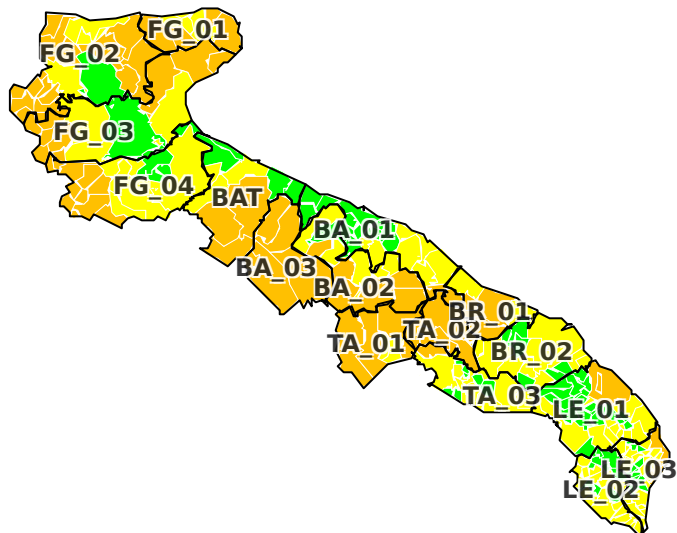 FG_01
FG_02
FG_03
FG_04
BAT
BA_01
BA_03
BA_02
BR_01
TA_02
TA_01
BR_02
TA_03
LE_01
LE_03
LE_02